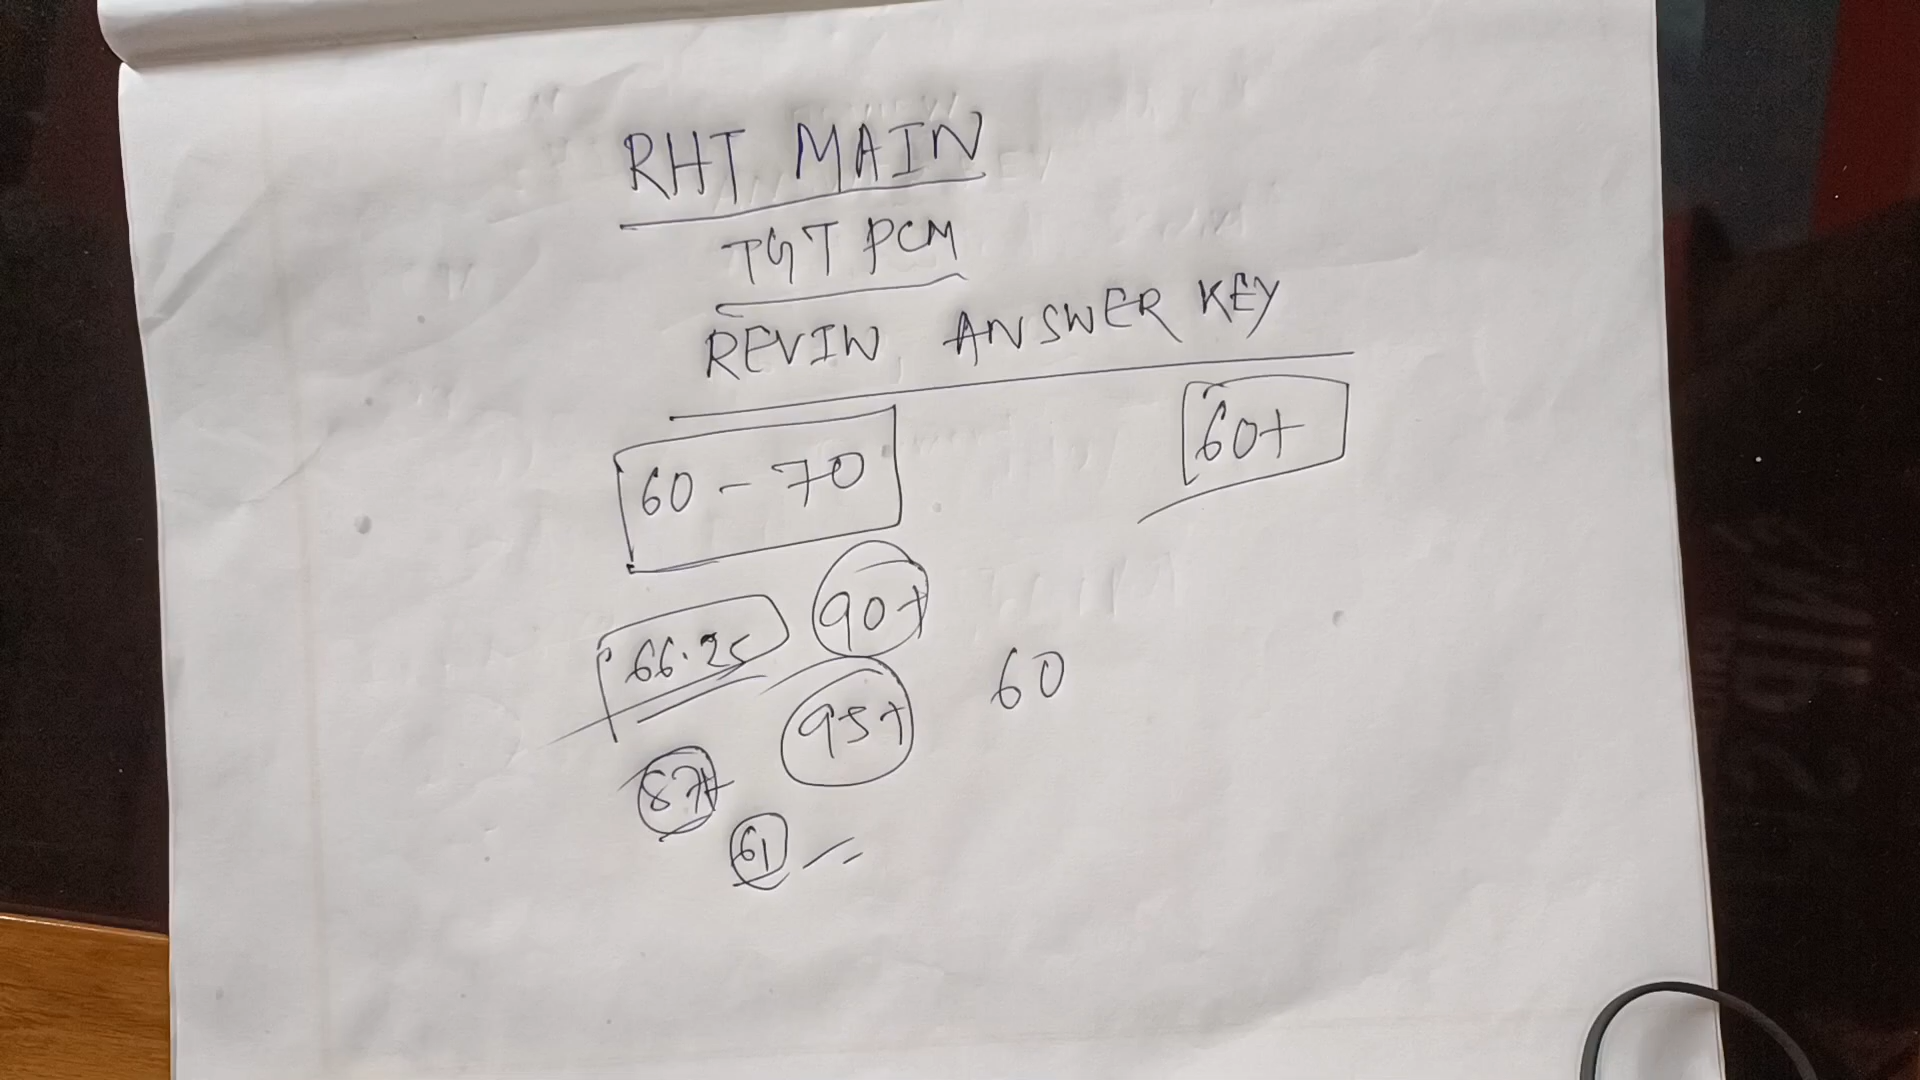 RHT MAIN
TGT PCM
REVIW ANSWER KEY
60 - 70
60+
66.25
90+
95+
60
87+
61